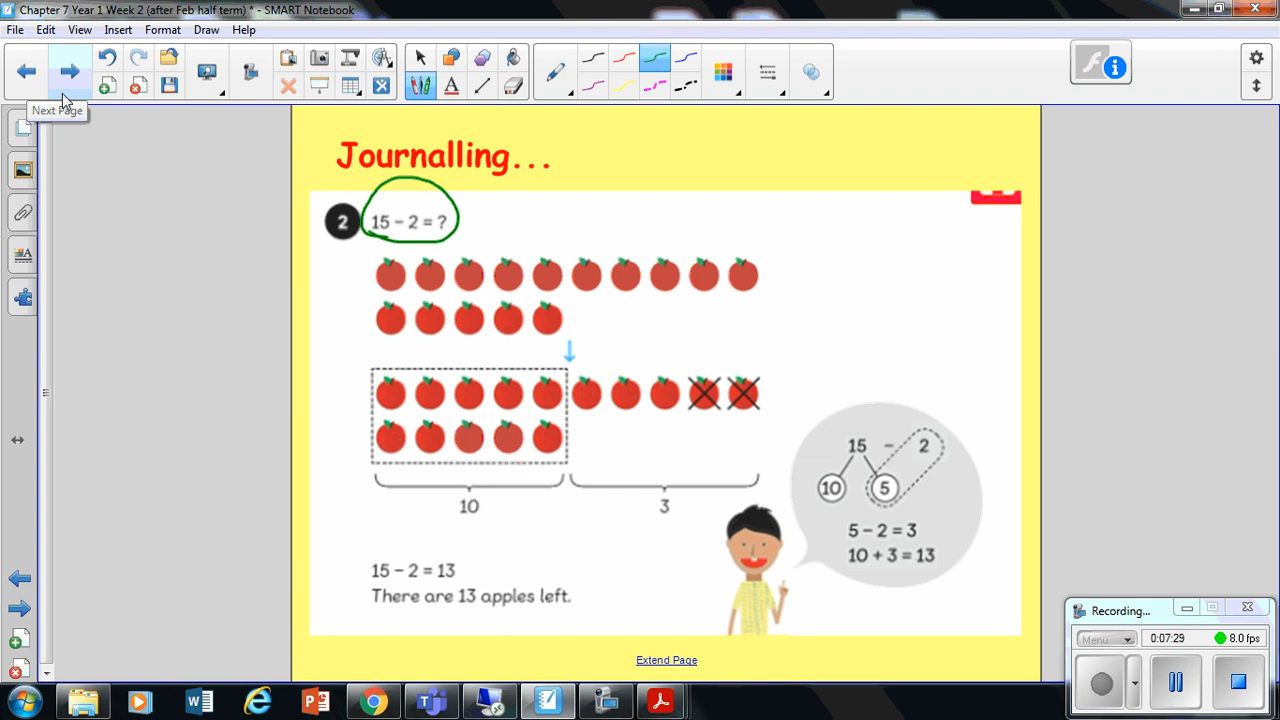 Chapter 7 Year 1 Week 2 (after Feb half term) * - SMART Notebook
File Edit View Insert Format Draw Help
Next Page
Journalling...
2 15 - 2 = ?
10 3
15 - 2
10 5
5 - 2 = 3
10 + 3 = 13
15 - 2 = 13
There are 13 apples left.
Extend Page
Recording...
Menu 0:07:29 8.0 fps